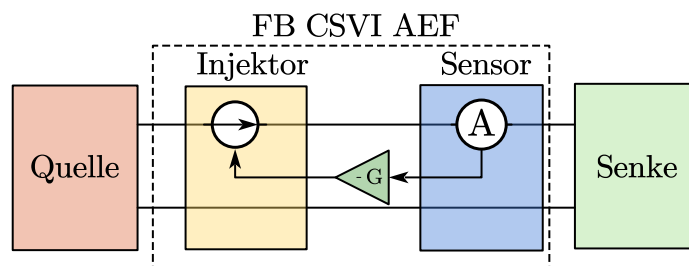 FB CSVI AEF
Injektor
Sensor
Quelle
A
- G
Senke